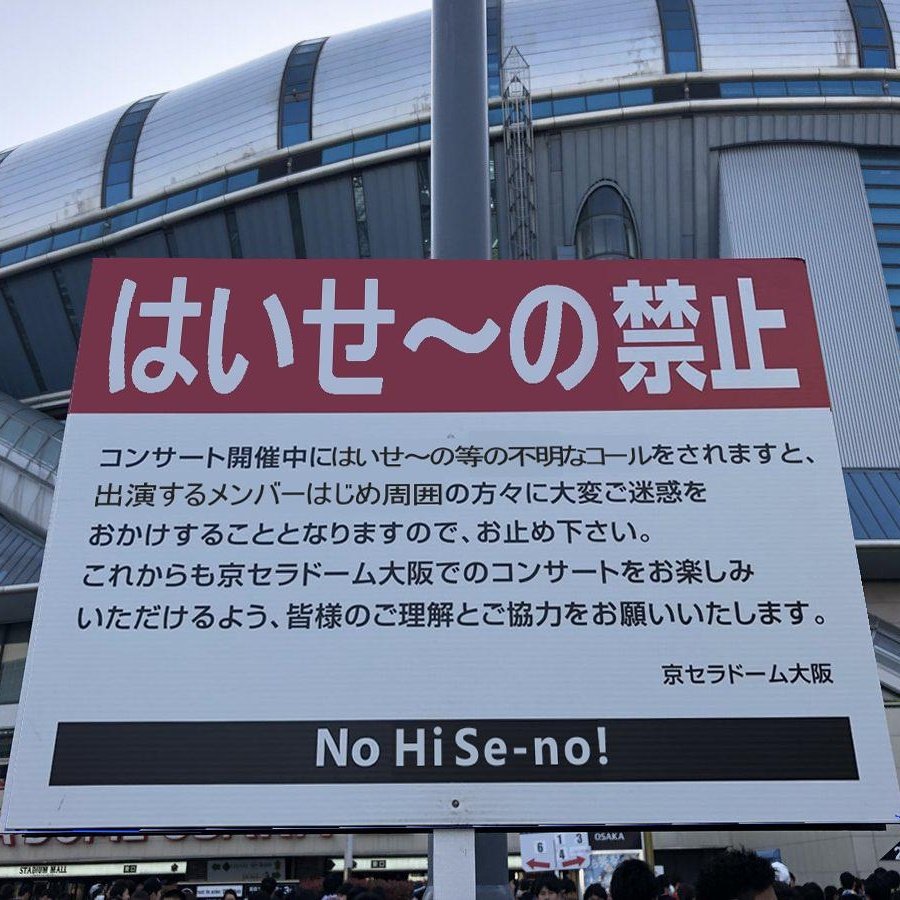 はいせ～の禁止
コンサート開催中にはいせ～の等の不明なコールをされますと、
出演するメンバーはじめ周囲の方々に大変ご迷惑を
おかけすることとなりますので、お止め下さい。
これからも京セラドーム大阪でのコンサートをお楽しみ
いただけるよう、皆様のご理解とご協力をお願いいたします。
京セラドーム大阪
No Hi Se-no!
STADIUM MALL
OSAKA
6 1 3
4